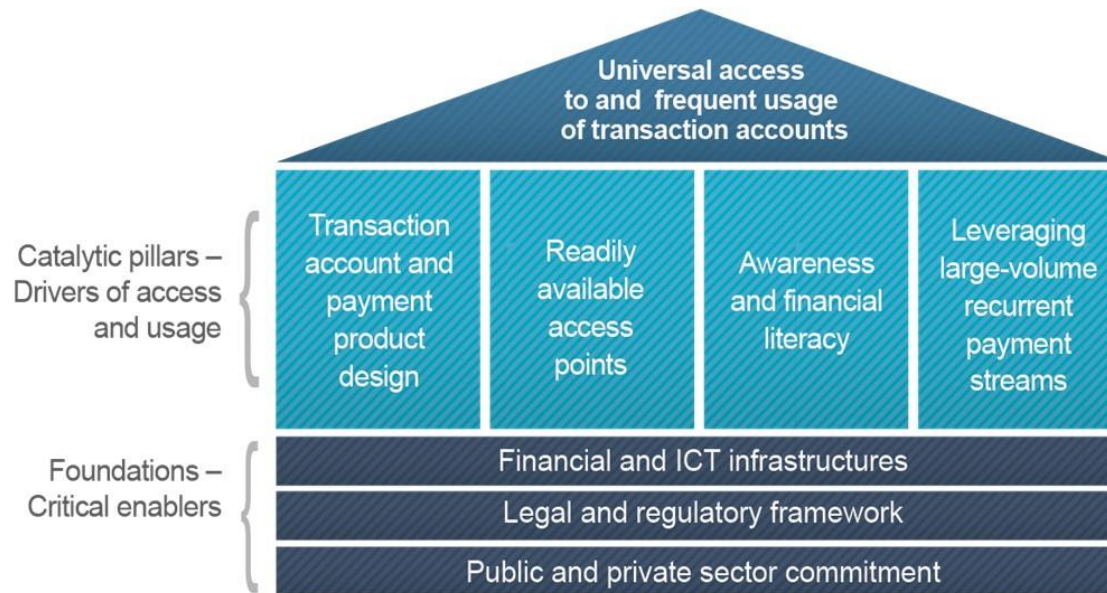 Universal access
to and frequent usage
of transaction accounts
Catalytic pillars –
Drivers of access
and usage
Transaction
account and
payment
product
design
Readily
available
access
points
Awareness
and financial
literacy
Leveraging
large-volume
recurrent
payment
streams
Foundations –
Critical enablers
Financial and ICT infrastructures
Legal and regulatory framework
Public and private sector commitment